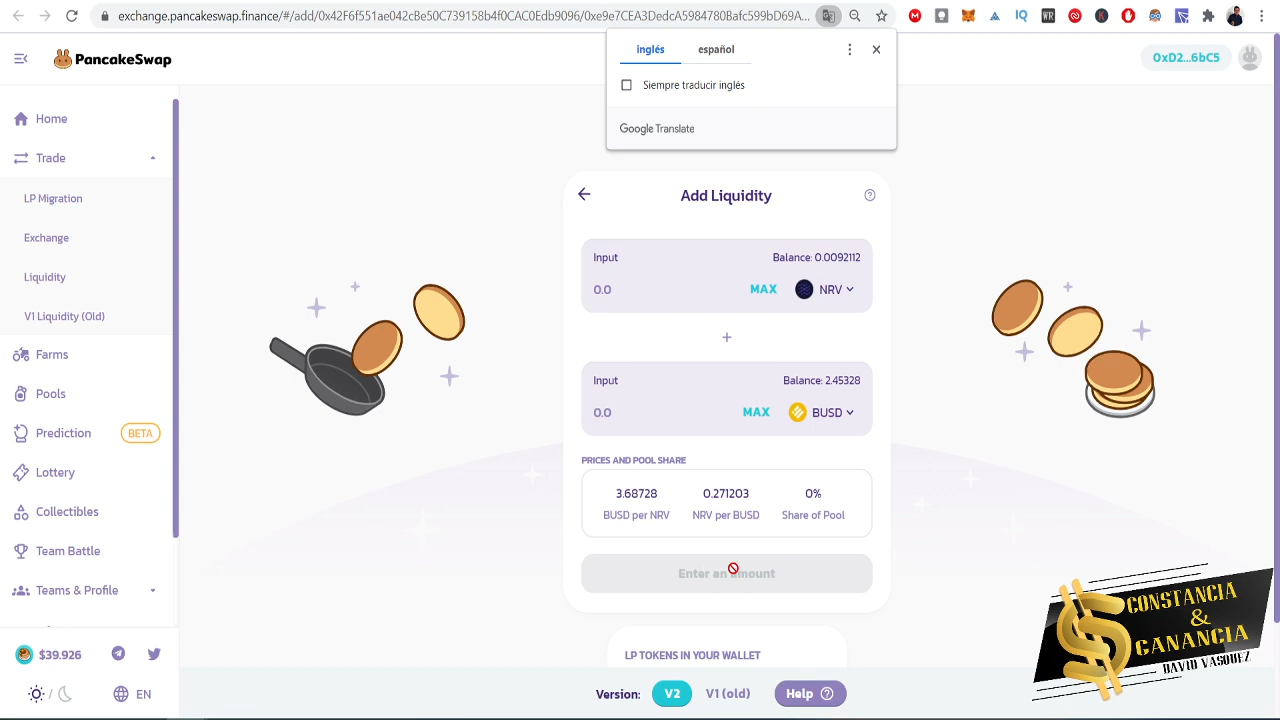 exchange.pancakeswap.finance/#/add/0x42F6f551ae042cBe50C739158b4f0CAC0Edb9096/0xe9e7CEA3Dedca5984780Bafc599bD69A...
inglés español
Siempre traducir inglés
Google Translate
PancakeSwap
0xD2...6bC5
Home
Trade
LP Migration
Exchange
Liquidity
V1 Liquidity (Old)
Farms
Pools
Prediction BETA
Lottery
Collectibles
Team Battle
Teams & Profile
$39.926
EN
Add Liquidity
Input Balance: 0.0092112
0.0 MAX NRV
+
Input Balance: 2.45328
0.0 MAX BUSD
PRICES AND POOL SHARE
3.68728 0.271203 0%
BUSD per NRV NRV per BUSD Share of Pool
Enter an amount
LP TOKENS IN YOUR WALLET
Version: V2 V1 (old) Help
CONSTANCIA
&
GANANCIA
DAVID VASQUEZ